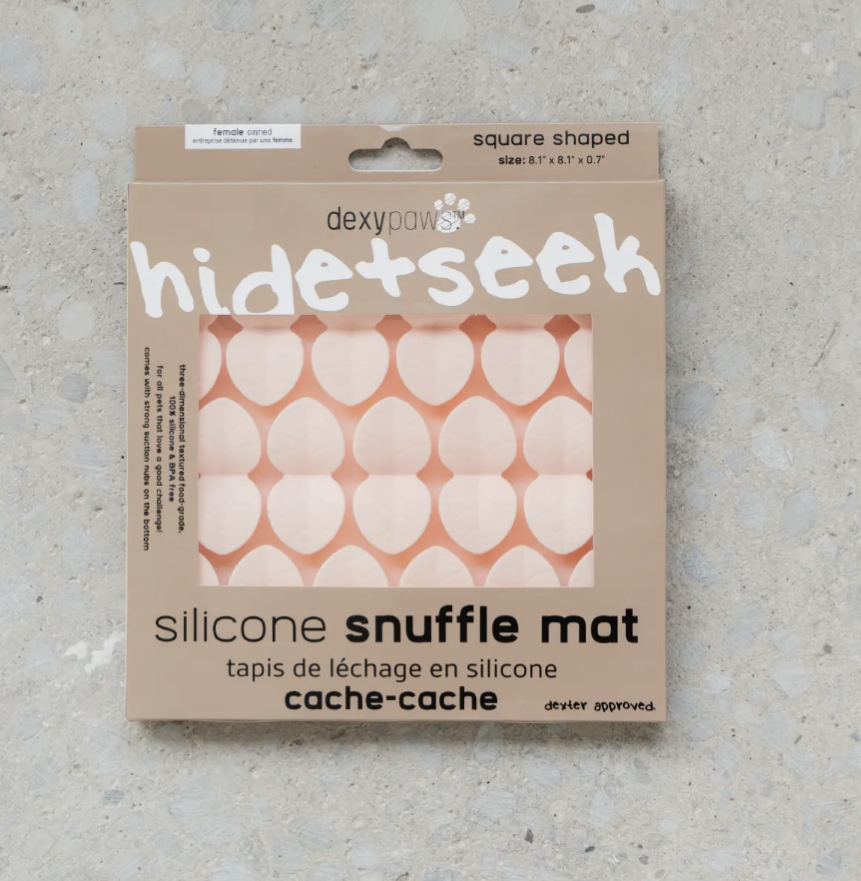 female owned
entreprise détenue par une femme
square shaped
size: 8.1" x 8.1" x 0.7"
dexypaws™
hide+seek
three-dimensional textured food-grade,
100% silicone & BPA free
for all pets that love a good challenge!
comes with strong suction nubs on the bottom
silicone snuffle mat
tapis de léchage en silicone
cache-cache
dexter approved.